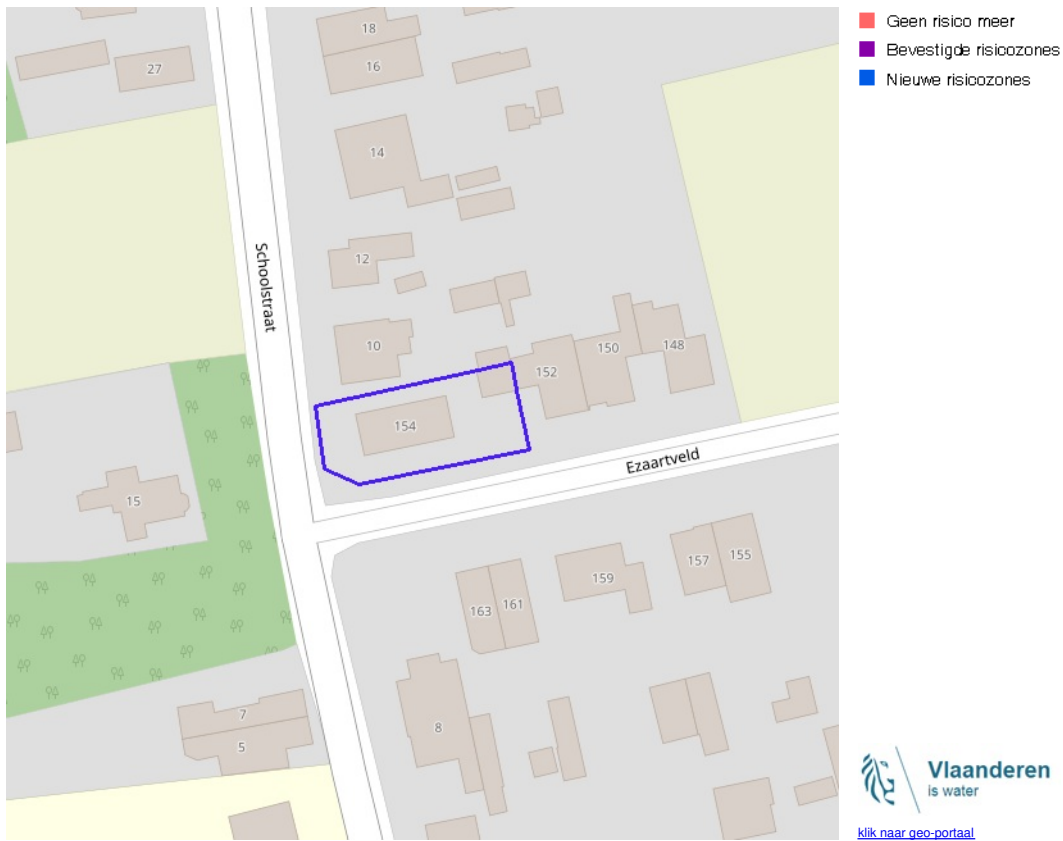 18
16
27
14
12
Schoolstraat
10
150
148
152
154
Ezaartveld
15
157
155
159
163
161
7
8
5
Geen risico meer
Bevestigde risicozones
Nieuwe risicozones
Vlaanderen
is water
klik naar geo-portaal